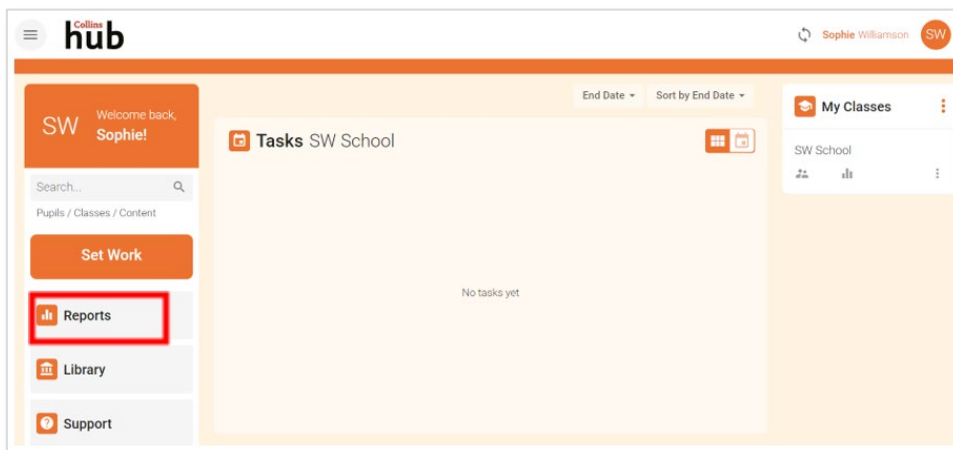 Collins
hub
Sophie Williamson SW
SW
Welcome back,
Sophie!
Search...
Pupils / Classes / Content
Set Work
Reports
Library
Support
End Date Sort by End Date
Tasks SW School
No tasks yet
My Classes
SW School